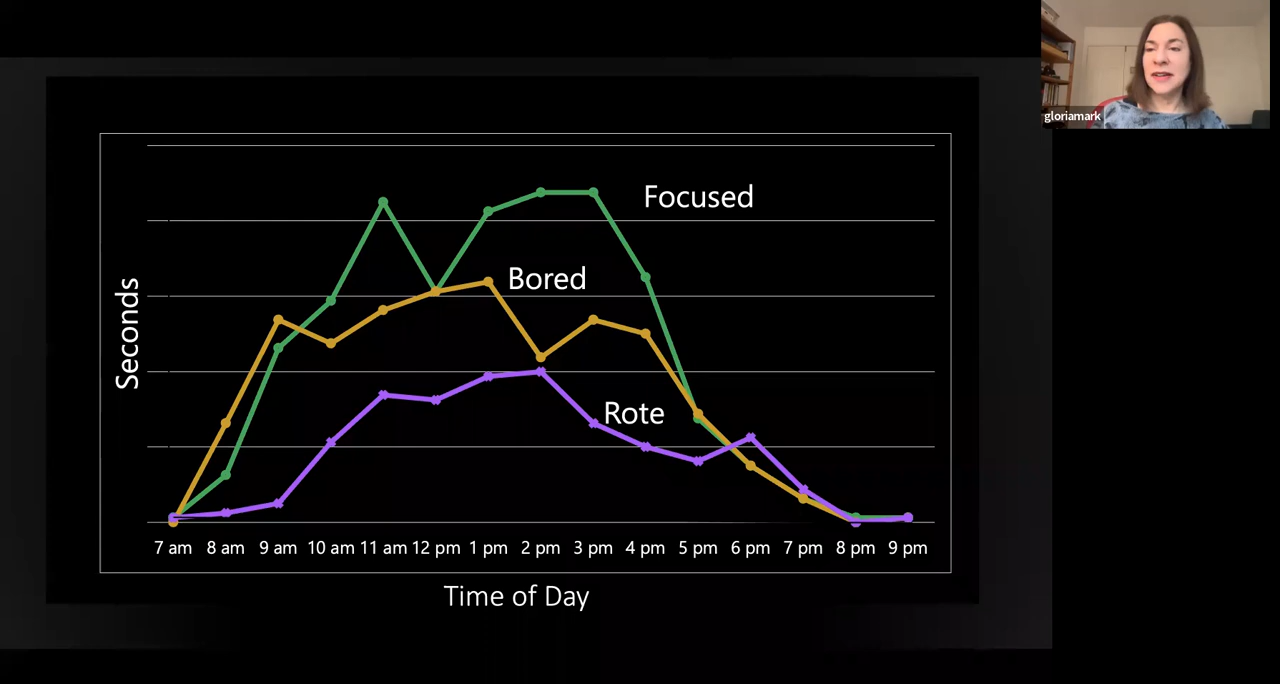 gloriamark
Focused
Bored
Rote
Seconds
7 am 8 am 9 am 10 am 11 am 12 pm 1 pm 2 pm 3 pm 4 pm 5 pm 6 pm 7 pm 8 pm 9 pm
Time of Day